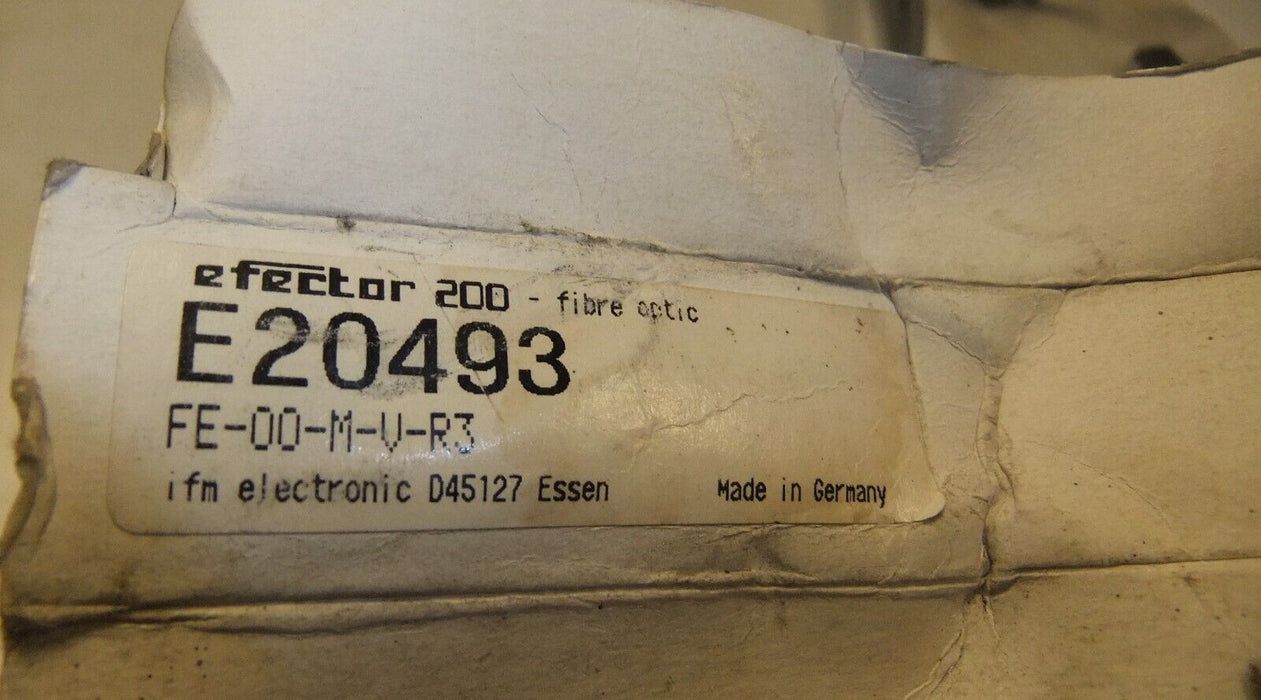 efector 200 - fibre optic
E20493
FE-00-M-V-R3
ifm electronic D45127 Essen Made in Germany